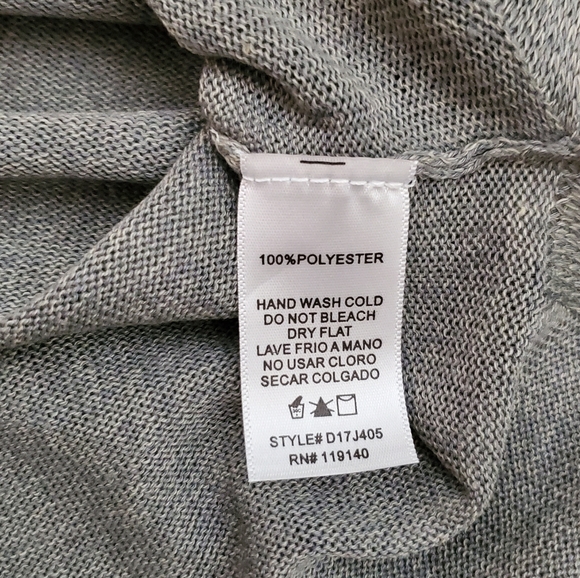 100%POLYESTER
HAND WASH COLD
DO NOT BLEACH
DRY FLAT
LAVE FRIO A MANO
NO USAR CLORO
SECAR COLGADO
STYLE# D17J405
RN# 119140